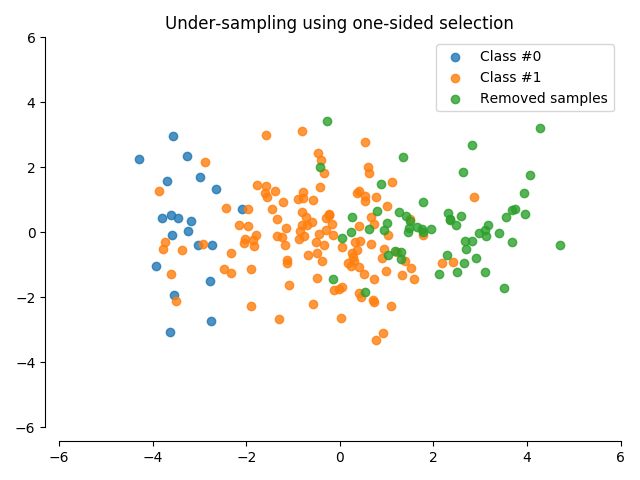 Under-sampling using one-sided selection
Class #0
Class #1
Removed samples
6
4
2
0
−2
−4
−6
−6 −4 −2 0 2 4 6